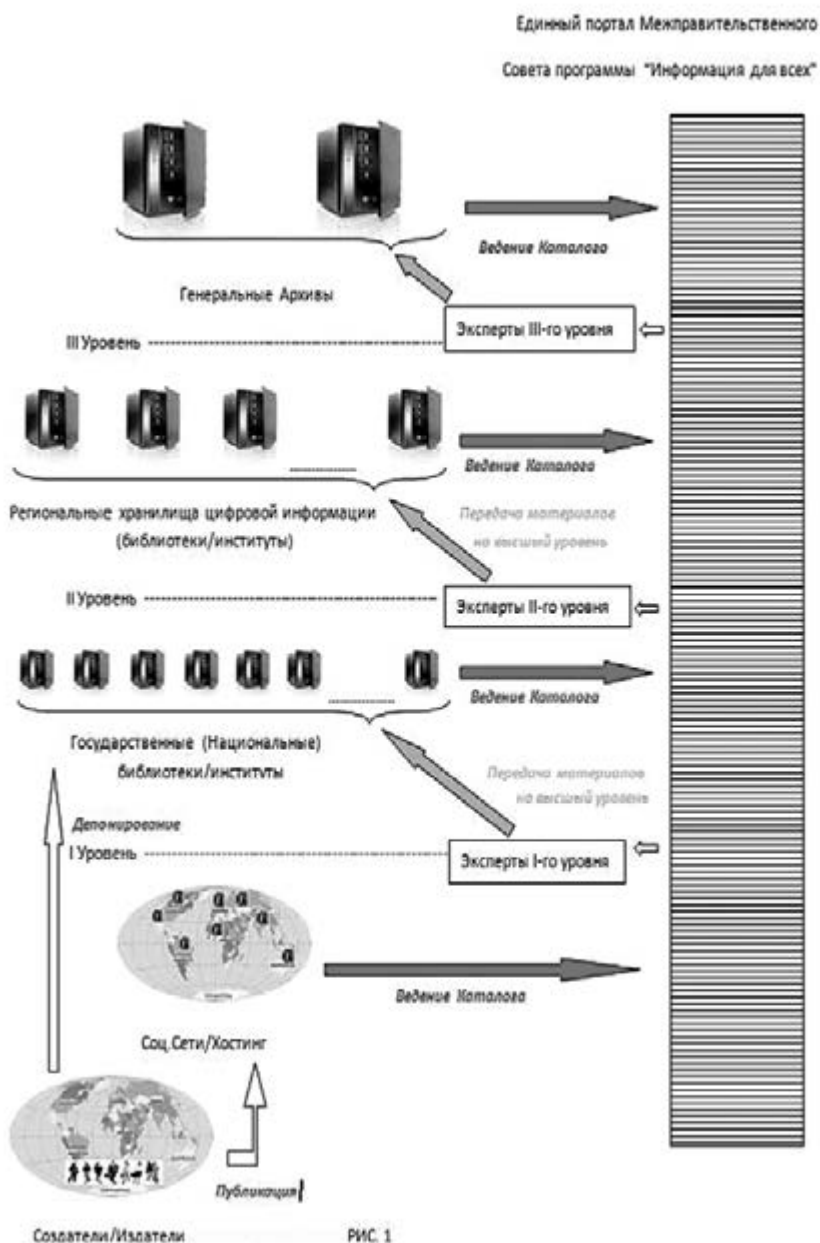 Единный портал Межправительственного
Совета программы "Информация для всех"
Ведение Каталога
Генеральные Архивы
Эксперты III-го уровня
III Уровень
Ведение Каталога
Региональные хранилища цифровой информации
(библиотеки/институты)
Передача материалов
на высший уровень
II Уровень
Эксперты II-го уровня
Ведение Каталога
Государственные (Национальные)
библиотеки/институты
Передача материалов
на высший уровень
Депонирование
I Уровень
Эксперты I-го уровня
Ведение Каталога
Соц.Сети/Хостинг
Публикация
Создатели/Издатели
РИС. 1